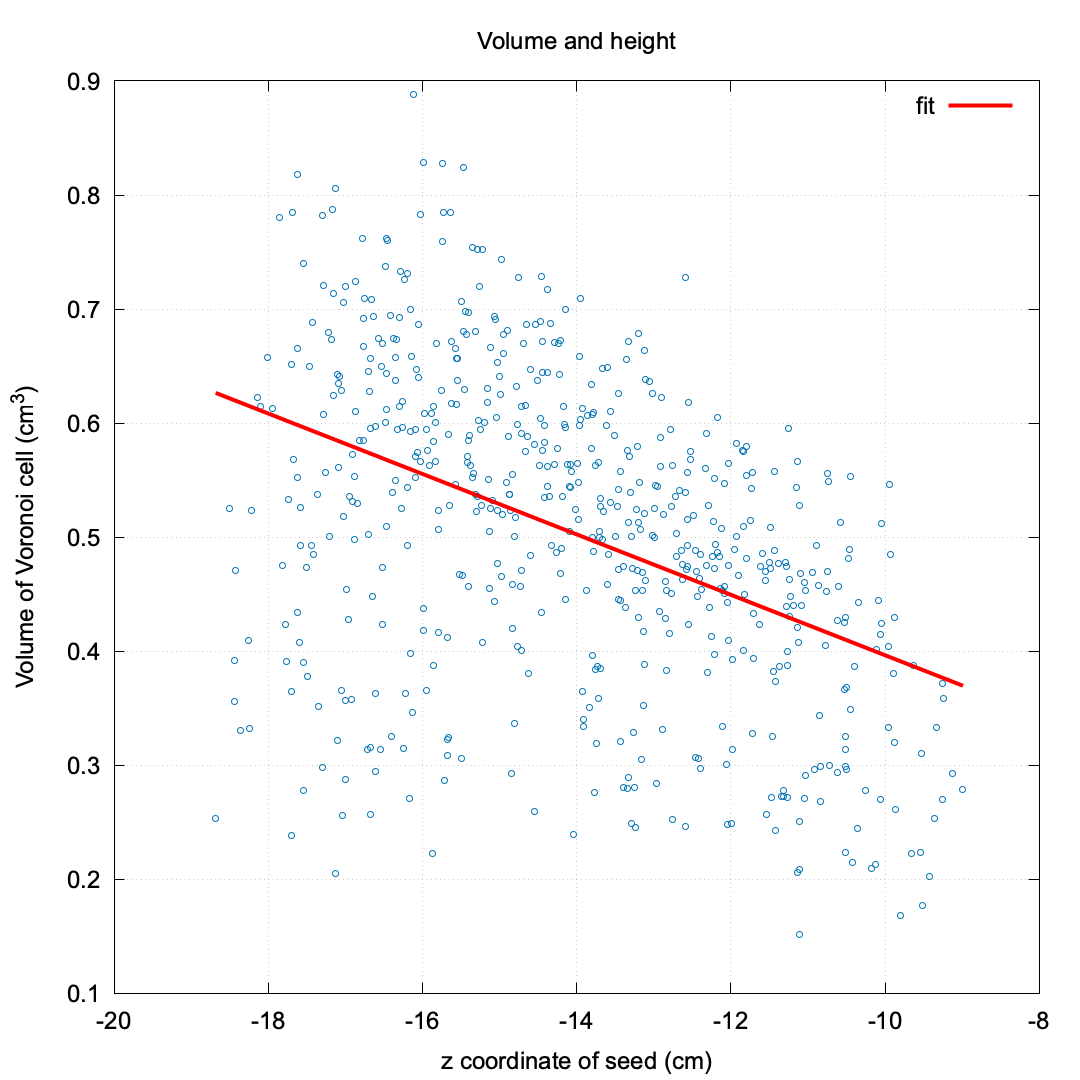 Volume and height
fit
Volume of Voronoi cell (cm³)
0.9
0.8
0.7
0.6
0.5
0.4
0.3
0.2
0.1
-20 -18 -16 -14 -12 -10 -8
z coordinate of seed (cm)